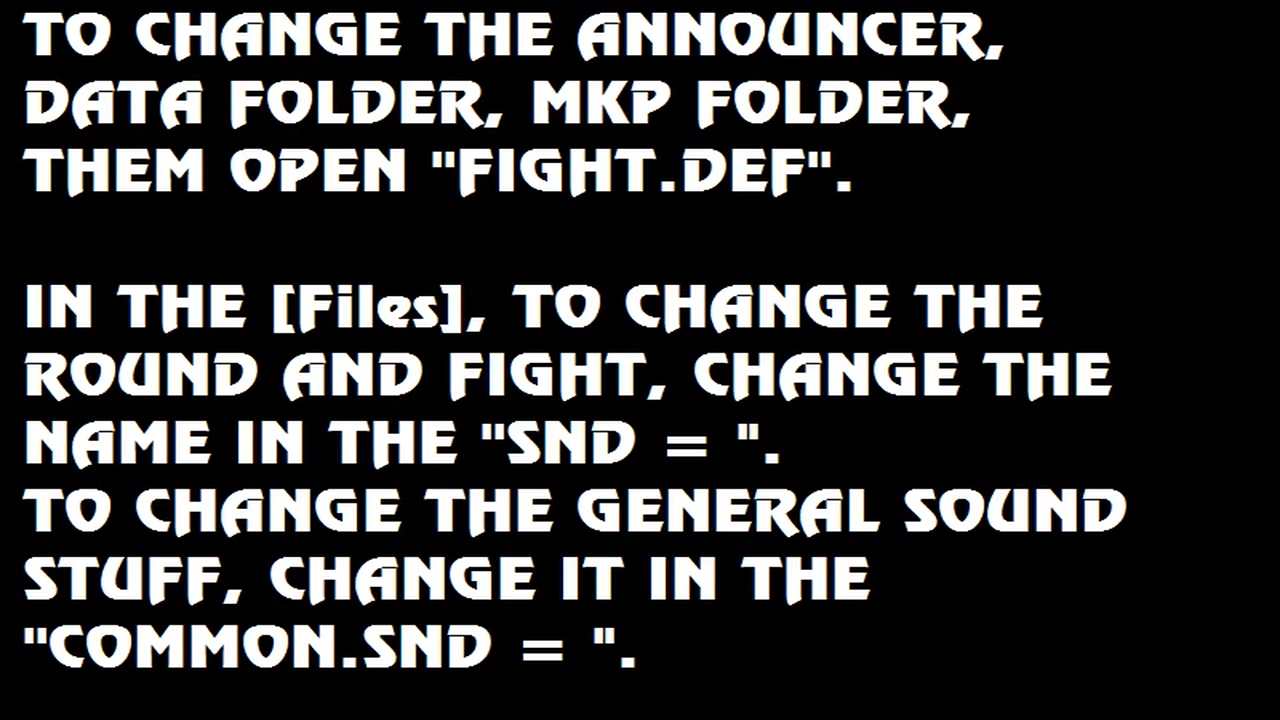 TO CHANGE THE ANNOUNCER,
DATA FOLDER, MKP FOLDER,
THEM OPEN "FIGHT.DEF".
IN THE [Files], TO CHANGE THE
ROUND AND FIGHT, CHANGE THE
NAME IN THE "SND = ".
TO CHANGE THE GENERAL SOUND
STUFF, CHANGE IT IN THE
"COMMON.SND = ".